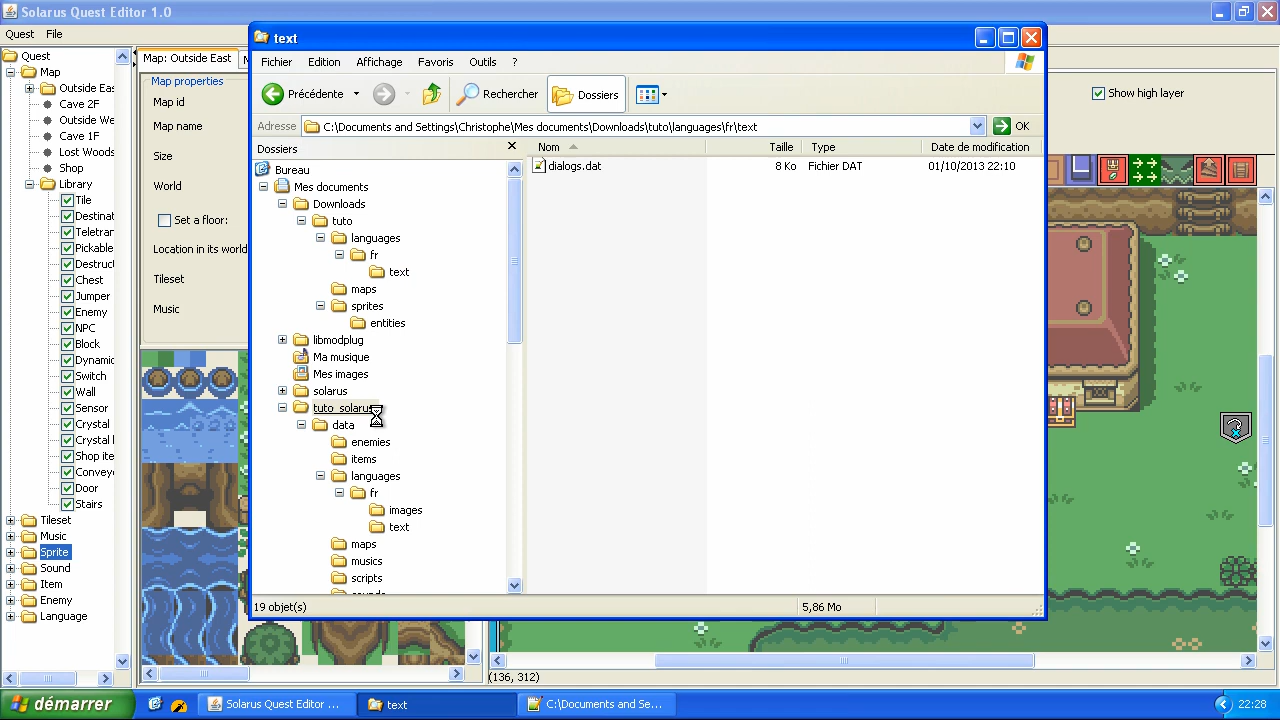 Solarus Quest Editor 1.0
Quest File
Quest
Map
Outside Eas
Cave 2F
Outside We
Cave 1F
Lost Woods
Shop
Library
Tile
Destinat
Teletran
Pickable
Destruct
Chest
Jumper
Enemy
NPC
Block
Dynamic
Switch
Wall
Sensor
Crystal
Crystal
Shop ite
Convey
Door
Stairs
Tileset
Music
Sprite
Sound
Item
Enemy
Language
Map: Outside East
Map properties
Map id
Map name
Size
World
Set a floor:
Location in its world
Tileset
Music
Show high layer
(136, 312)
text
Fichier Affichage Favoris Outils ?
Précédente Rechercher Dossiers
Adresse C:\Documents and Settings\Christophe\Mes documents\Downloads\tuto\languages\fr\text OK
Dossiers
Nom Taille Type Date de modification
dialogs.dat 8 Ko Fichier DAT 01/10/2013 22:10
Bureau
Mes documents
Downloads
tuto
languages
fr
text
maps
sprites
entities
libmodplug
Ma musique
Mes images
solarus
tuto_solarus
data
enemies
items
languages
fr
images
text
maps
musics
scripts
19 objet(s) 5,86 Mo
démarrer Solarus Quest Editor ... text C:\Documents and Se... 22:28